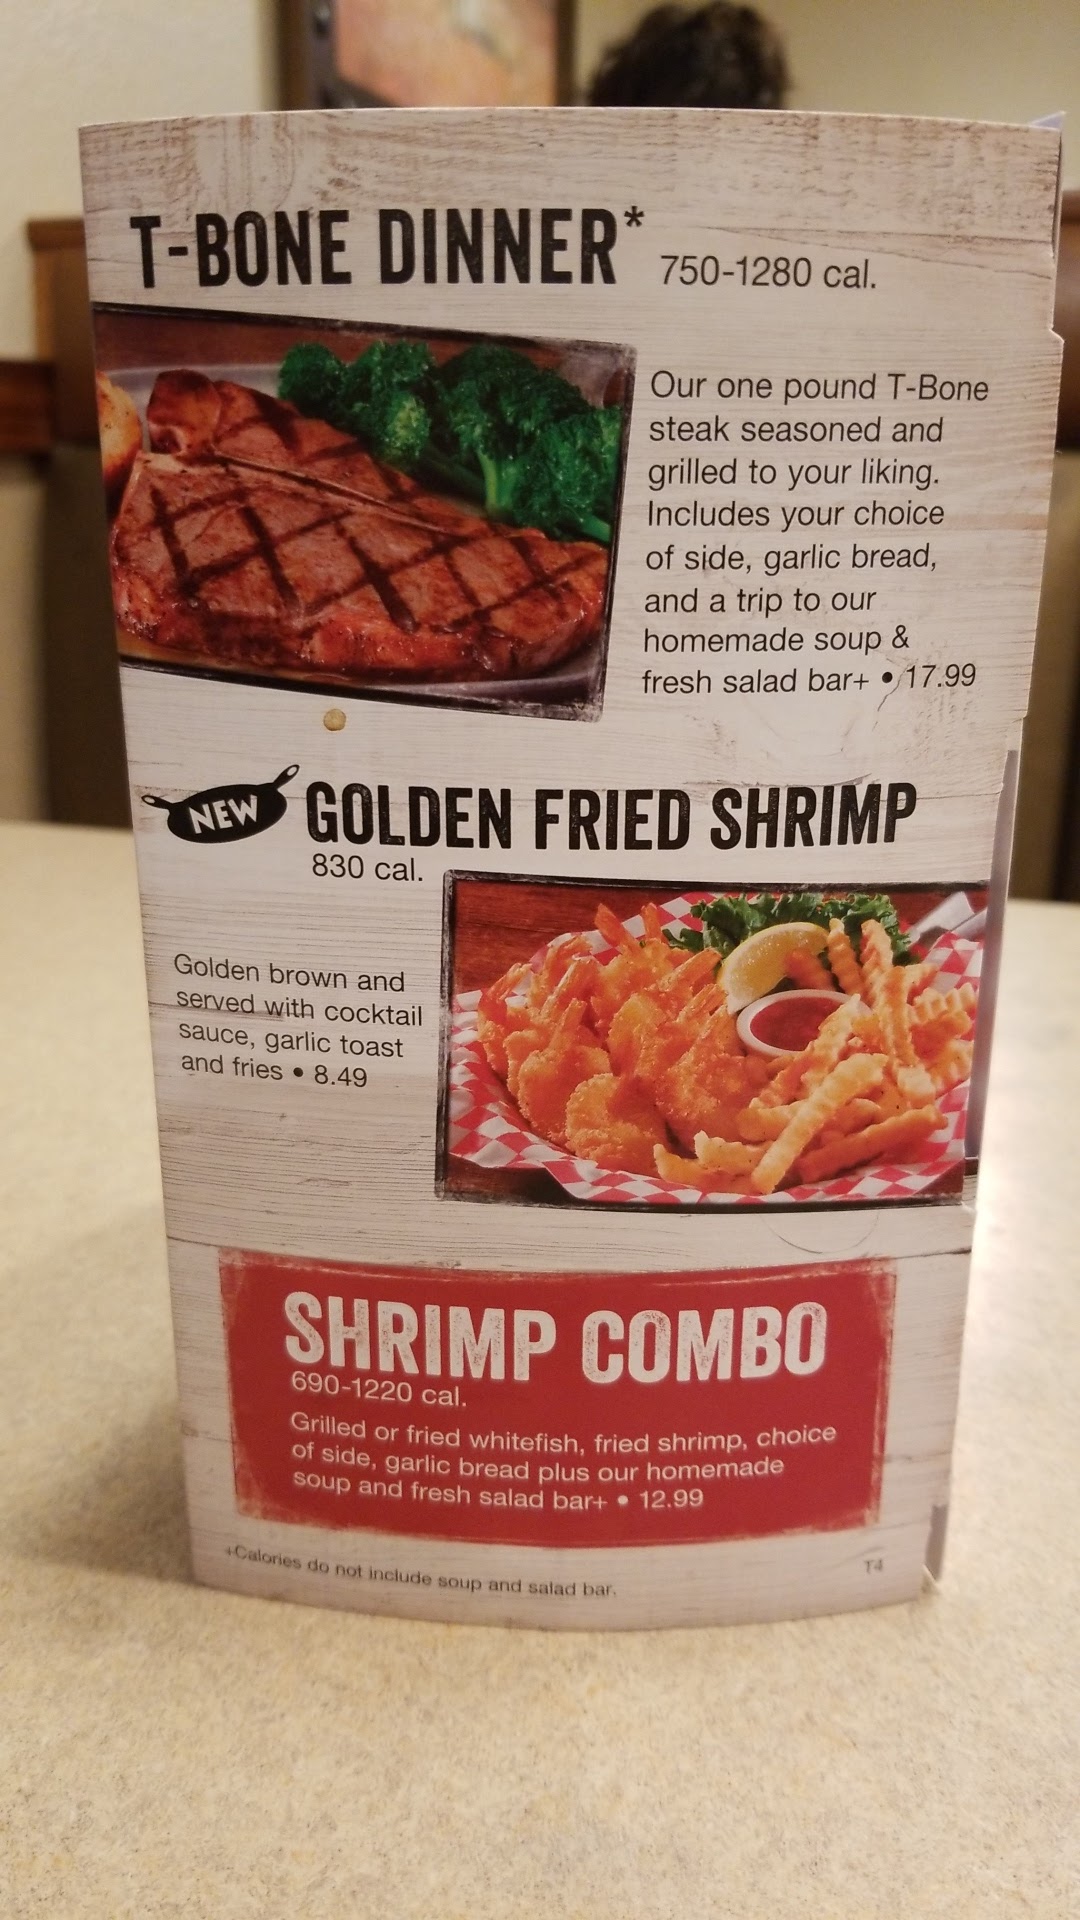 T-BONE DINNER* 750-1280 cal.
Our one pound T-Bone
steak seasoned and
grilled to your liking.
Includes your choice
of side, garlic bread,
and a trip to our
homemade soup &
fresh salad bar+ • 17.99
NEW GOLDEN FRIED SHRIMP
830 cal.
Golden brown and
served with cocktail
sauce, garlic toast
and fries • 8.49
SHRIMP COMBO
690-1220 cal.
Grilled or fried whitefish, fried shrimp, choice
of side, garlic bread plus our homemade
soup and fresh salad bar+ • 12.99
+Calories do not include soup and salad bar.
T4